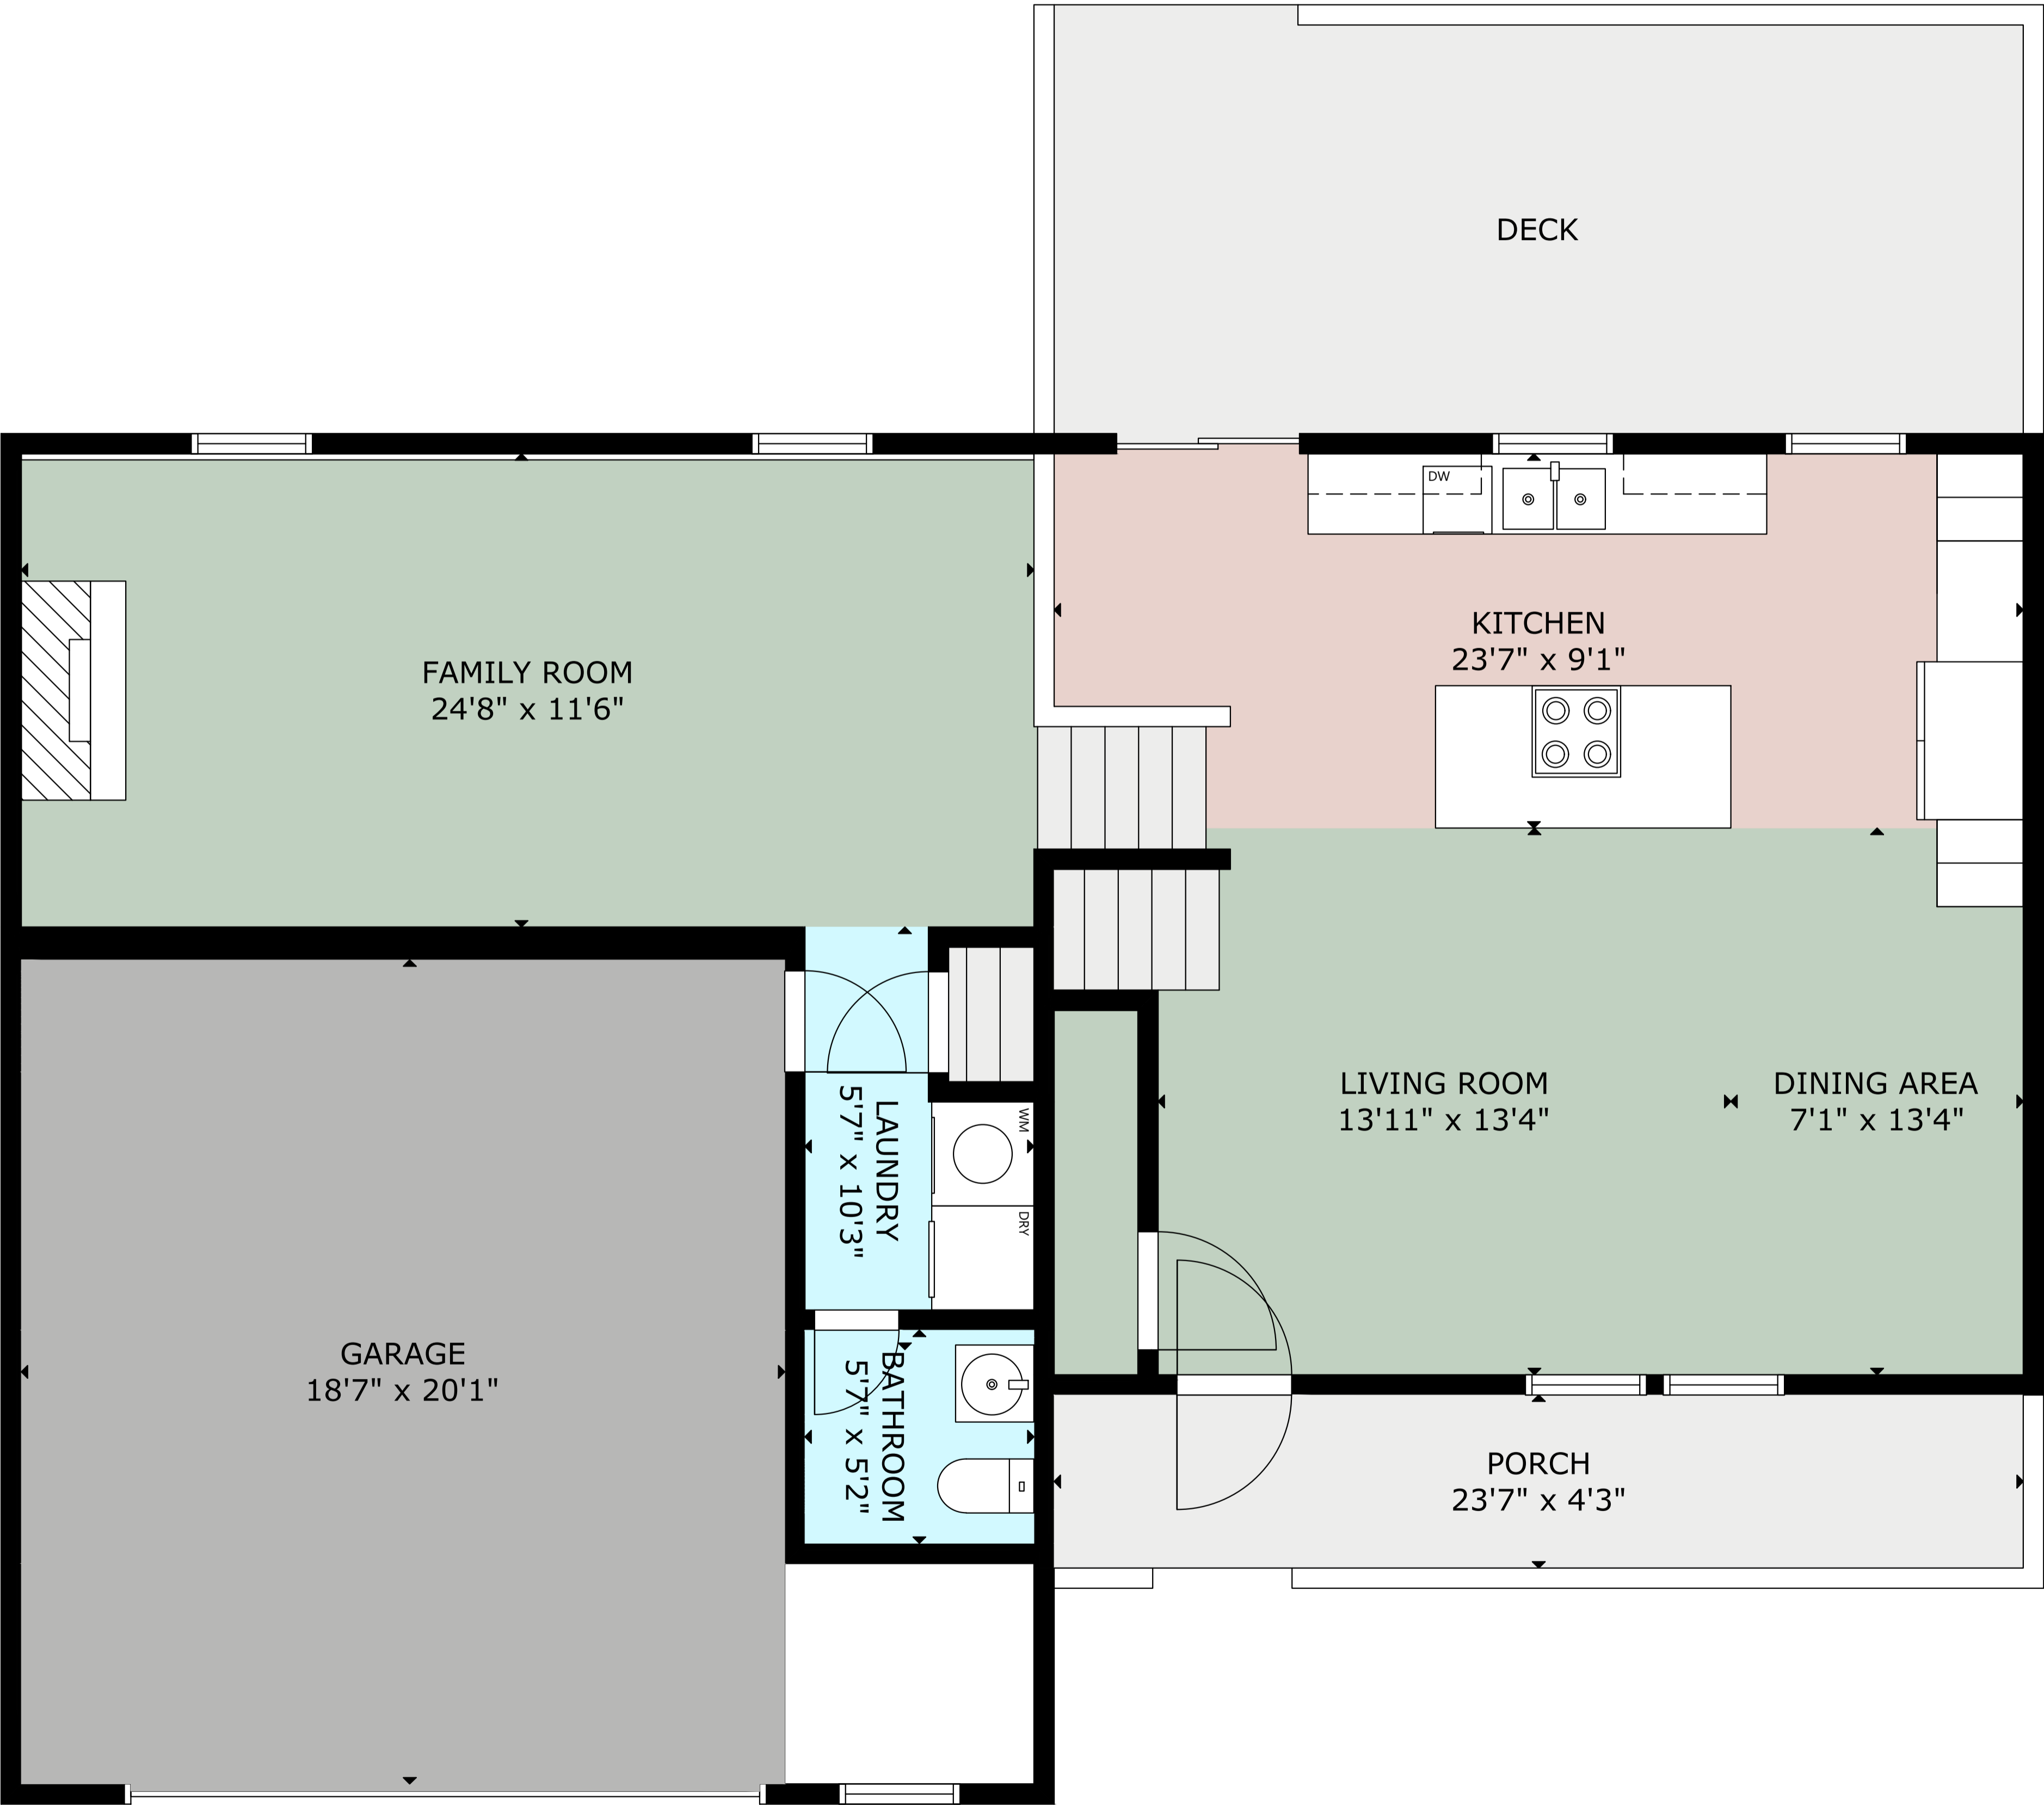 DECK
DW
KITCHEN
23'7" x 9'1"
FAMILY ROOM
24'8" x 11'6"
LIVING ROOM
13'11" x 13'4"
DINING AREA
7'1" x 13'4"
LAUNDRY
5'7" x 10'3"
WM
DRY
GARAGE
18'7" x 20'1"
BATHROOM
5'7" x 5'2"
PORCH
23'7" x 4'3"